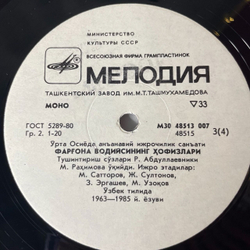 МИНИСТЕРСТВО
КУЛЬТУРЫ СССР
ВСЕСОЮЗНАЯ ФИРМА ГРАМПЛАСТИНОК
МЕЛОДИЯ
ТАШКЕНТСКИЙ ЗАВОД им. М.Т.ТАШМУХАМЕДОВА
МОНО ▽33
ГОСТ 5289-80 М30 48513 007
Гр. 2. 1-20 48515 3(4)
Урта Осиёда анъанавий ижрочилик санъати
ФАРҒОНА ВОДИЙСИНИНГ ҲОФИЗЛАРИ
Тушинтириш сўзлари Р. Абдуллаевники
М. Раҳимова ўқийди. Ижро этадилар:
М. Сатторов, Ж. Султонов,
З. Эргашев, М. Узоқов
Ўзбек тилида
1963—1985 й. ёзуви